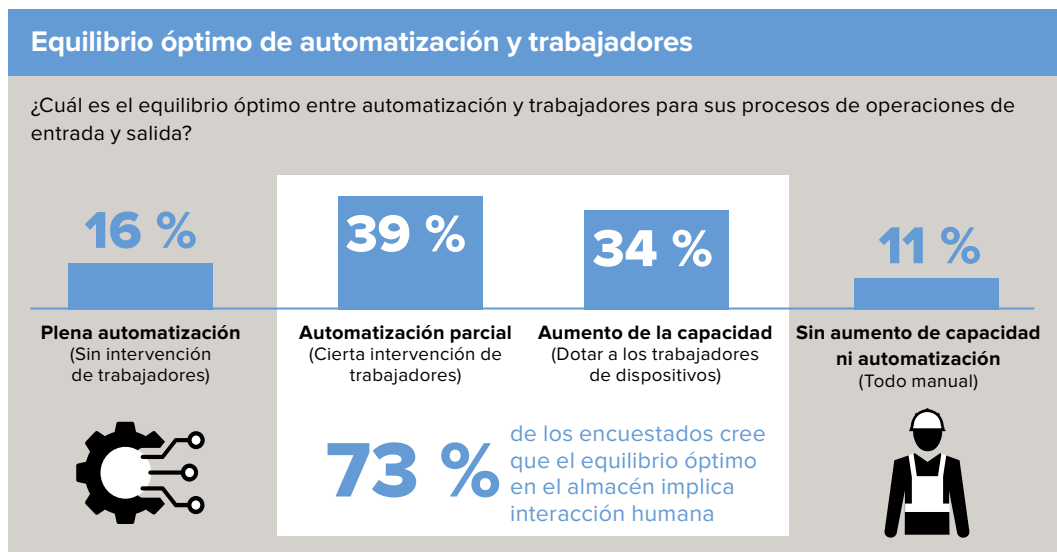 Equilibrio óptimo de automatización y trabajadores
¿Cuál es el equilibrio óptimo entre automatización y trabajadores para sus procesos de operaciones de
entrada y salida?
16 %
39 %
34 %
11 %
Plena automatización
(Sin intervención
de trabajadores)
Automatización parcial
(Cierta intervención de
trabajadores)
Aumento de la capacidad
(Dotar a los trabajadores
de dispositivos)
Sin aumento de capacidad
ni automatización
(Todo manual)
73 %
de los encuestados cree
que el equilibrio óptimo
en el almacén implica
interacción humana